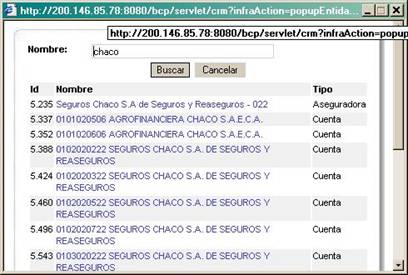 http://200.146.85.78:8080/bcp/servlet/crm?infraAction=popupEntida...
http://200.146.85.78:8080/bcp/servlet/crm?infraAction=popup
Nombre: chaco
Buscar Cancelar
Id Nombre Tipo
5.235 Seguros Chaco S.A de Seguros y Reaseguros - 022 Aseguradora
5.337 0101020506 AGROFINANCIERA CHACO S.A.E.C.A. Cuenta
5.352 0101020606 AGROFINANCIERA CHACO S.A.E.C.A. Cuenta
5.388 0102020222 SEGUROS CHACO S.A. DE SEGUROS Y Cuenta
REASEGUROS
5.424 0102020322 SEGUROS CHACO S.A. DE SEGUROS Y Cuenta
REASEGUROS
5.460 0102020522 SEGUROS CHACO S.A. DE SEGUROS Y Cuenta
REASEGUROS
5.496 0102020722 SEGUROS CHACO S.A. DE SEGUROS Y Cuenta
REASEGUROS
5.543 0103020222 SEGUROS CHACO S.A. DE SEGUROS Y Cuenta
REASEGUROS